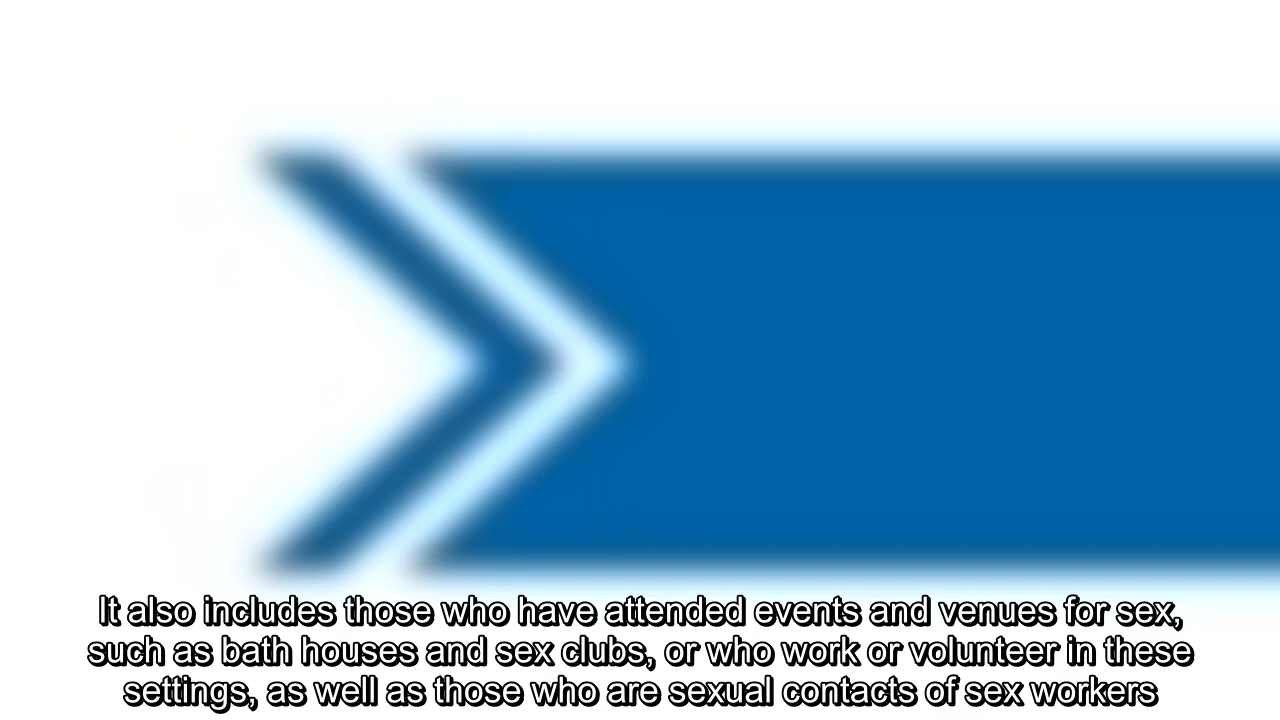 It also includes those who have attended events and venues for sex,
such as bath houses and sex clubs, or who work or volunteer in these
settings, as well as those who are sexual contacts of sex workers